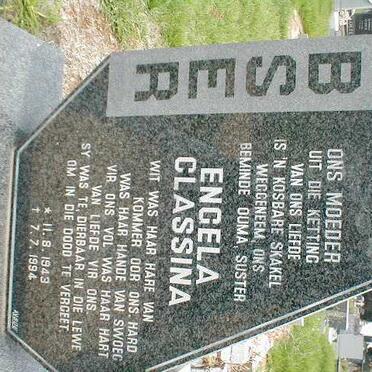 B
S
E
R
ONS MOEDER
UIT DIE KETTING
VAN ONS LIEFDE
IS 'N KOSBARE SKAKEL
WEGGENEEM, ONS
BEMINDE OUMA, SUSTER
ENGELA
CLASSINA
WIT WAS HAAR HARE VAN
KOMMER OOR ONS HARD
WAS HAAR HANDE VAN SWOEG
VIR ONS VOL WAS HAAR HART
VAN LIEFDE VIR ONS.
SY WAS TE DIERBAAR IN DIE LEWE
OM IN DIE DOOD TE VERGEET.
* 11.8.1943
† 7.7.1994